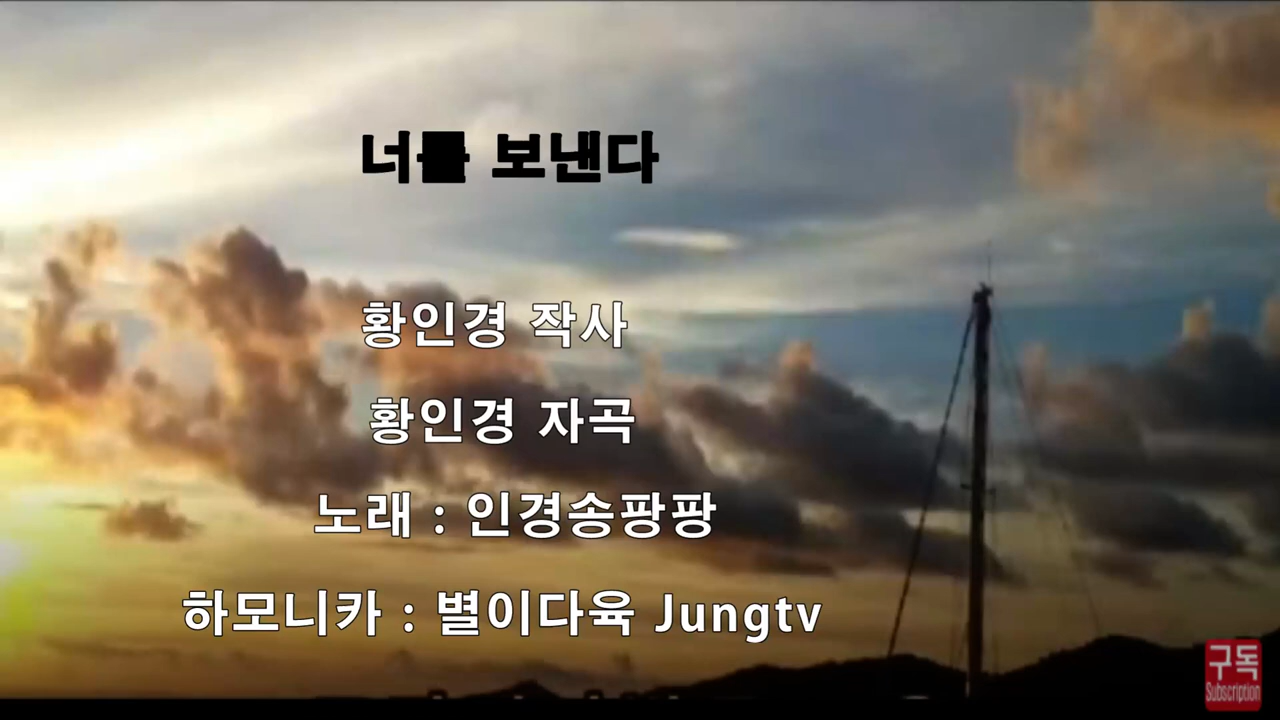 너를 보낸다
황인경 작사
황인경 자곡
노래 : 인경송팡팡
하모니카 : 별이다육 Jungtv
구독
Subscription